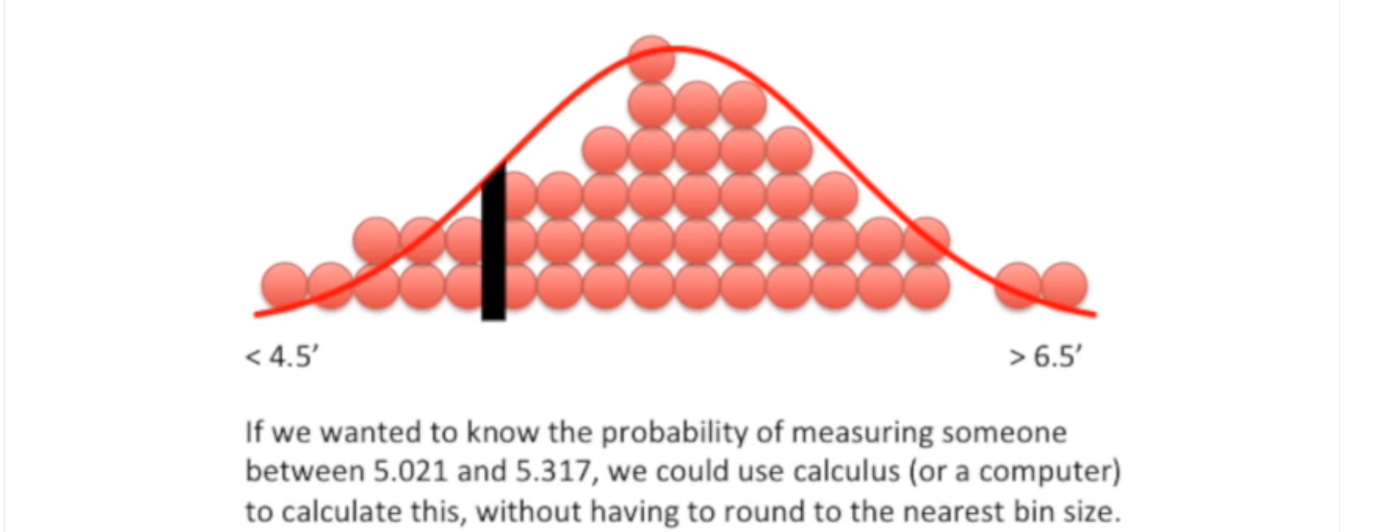 < 4.5′ > 6.5′
If we wanted to know the probability of measuring someone
between 5.021 and 5.317, we could use calculus (or a computer)
to calculate this, without having to round to the nearest bin size.